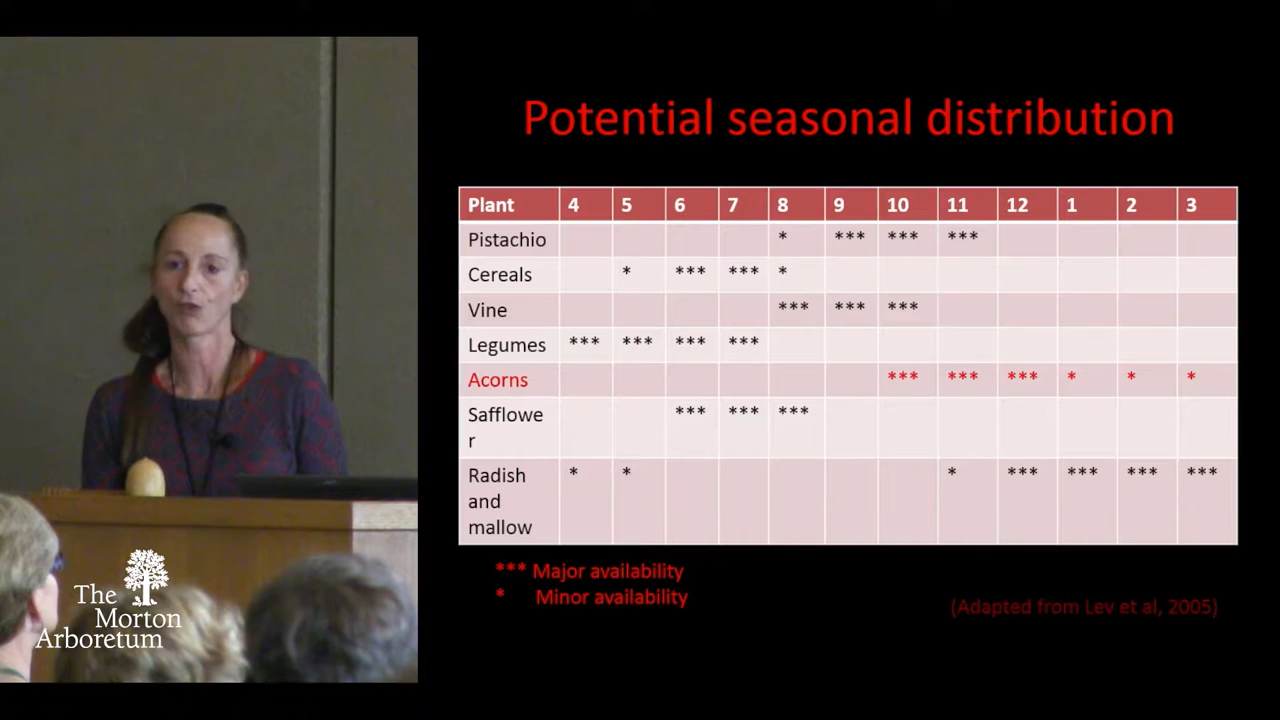 Potential seasonal distribution
Plant 4 5 6 7 8 9 10 11 12 1 2 3
Pistachio * *** *** ***
Cereals * *** *** *
Vine *** *** ***
Legumes *** *** *** ***
Acorns *** *** *** * * *
Safflowe *** *** ***
r
Radish * * * *** *** *** ***
and
mallow
*** Major availability
* Minor availability
(Adapted from Lev et al, 2005)
The
Morton
Arboretum